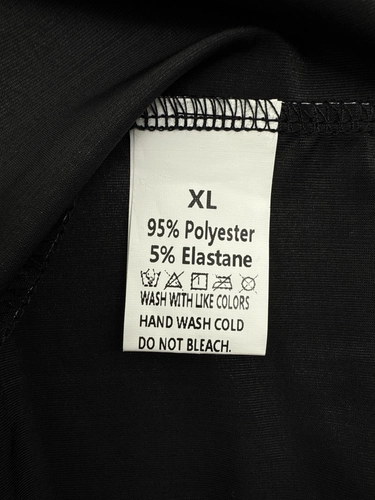 XL
95% Polyester
5% Elastane
WASH WITH LIKE COLORS
HAND WASH COLD
DO NOT BLEACH.